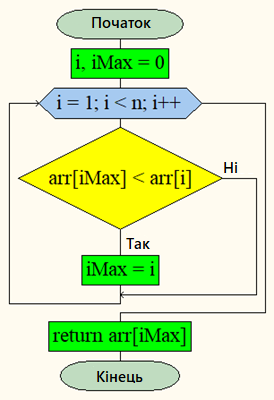 Початок
i, iMax = 0
i = 1; i < n; i++
arr[iMax] < arr[i]
Ні
Так
iMax = i
return arr[iMax]
Кінець